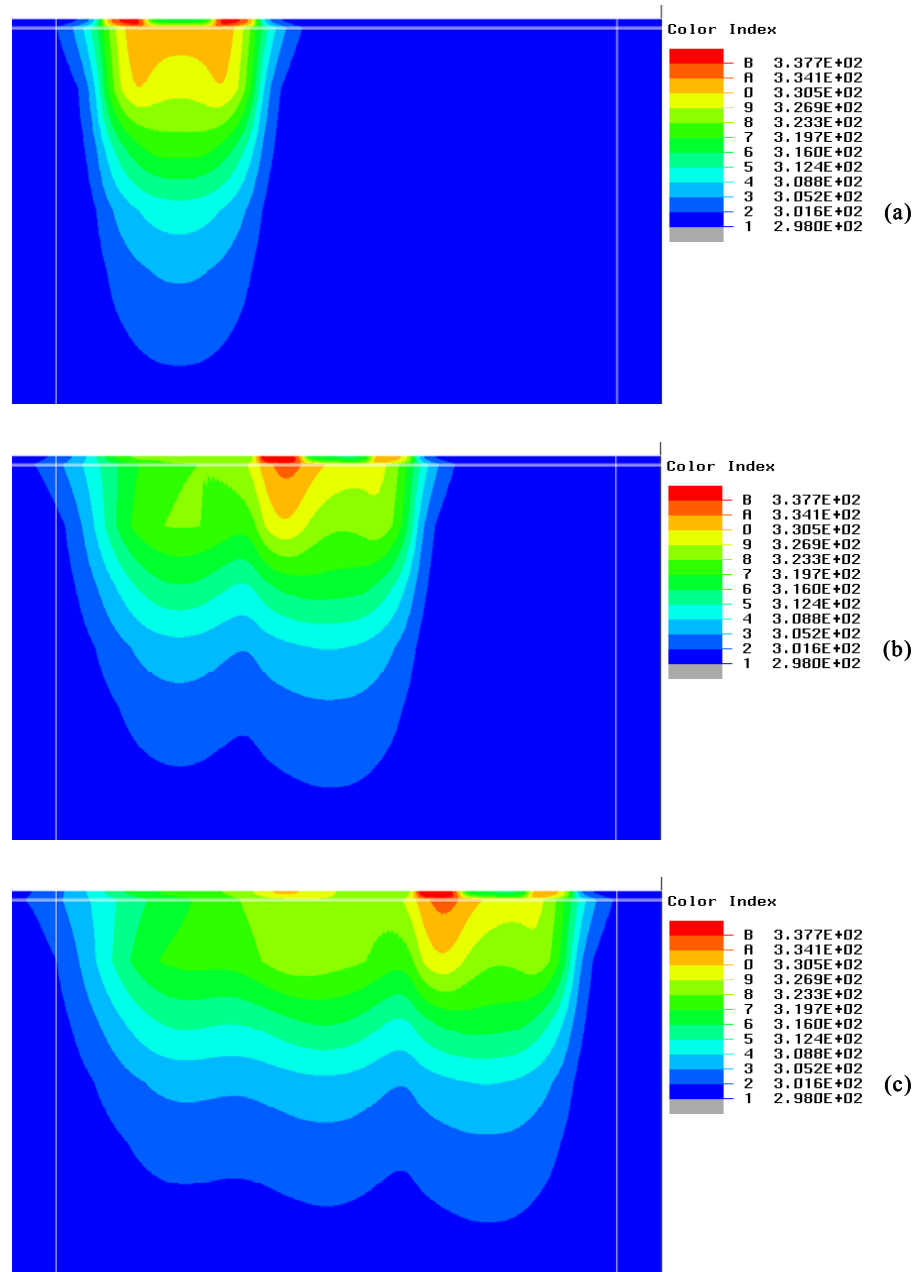 Color Index
B 3.377E+02
A 3.341E+02
0 3.305E+02
9 3.269E+02
8 3.233E+02
7 3.197E+02
6 3.160E+02
5 3.124E+02
4 3.088E+02
3 3.052E+02
2 3.016E+02
1 2.980E+02
(a)
Color Index
B 3.377E+02
A 3.341E+02
0 3.305E+02
9 3.269E+02
8 3.233E+02
7 3.197E+02
6 3.160E+02
5 3.124E+02
4 3.088E+02
3 3.052E+02
2 3.016E+02
1 2.980E+02
(b)
Color Index
B 3.377E+02
A 3.341E+02
0 3.305E+02
9 3.269E+02
8 3.233E+02
7 3.197E+02
6 3.160E+02
5 3.124E+02
4 3.088E+02
3 3.052E+02
2 3.016E+02
1 2.980E+02
(c)